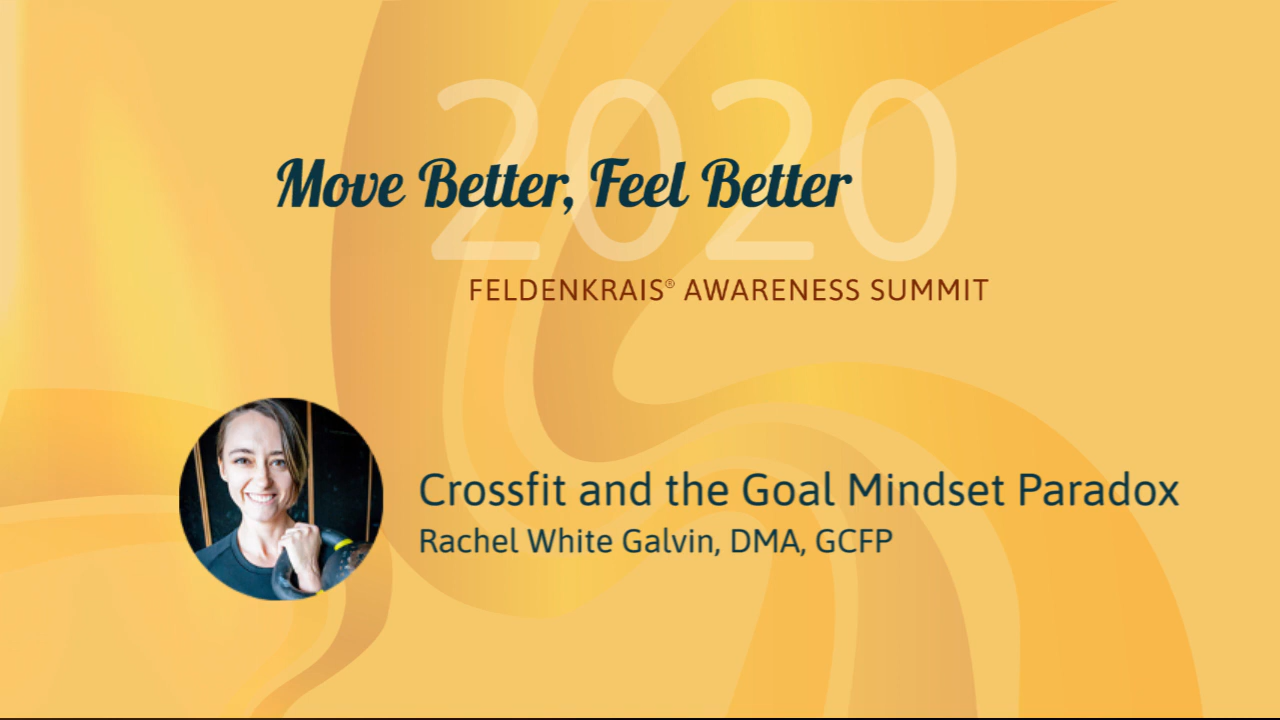 2020
Move Better, Feel Better
FELDENKRAIS® AWARENESS SUMMIT
Crossfit and the Goal Mindset Paradox
Rachel White Galvin, DMA, GCFP